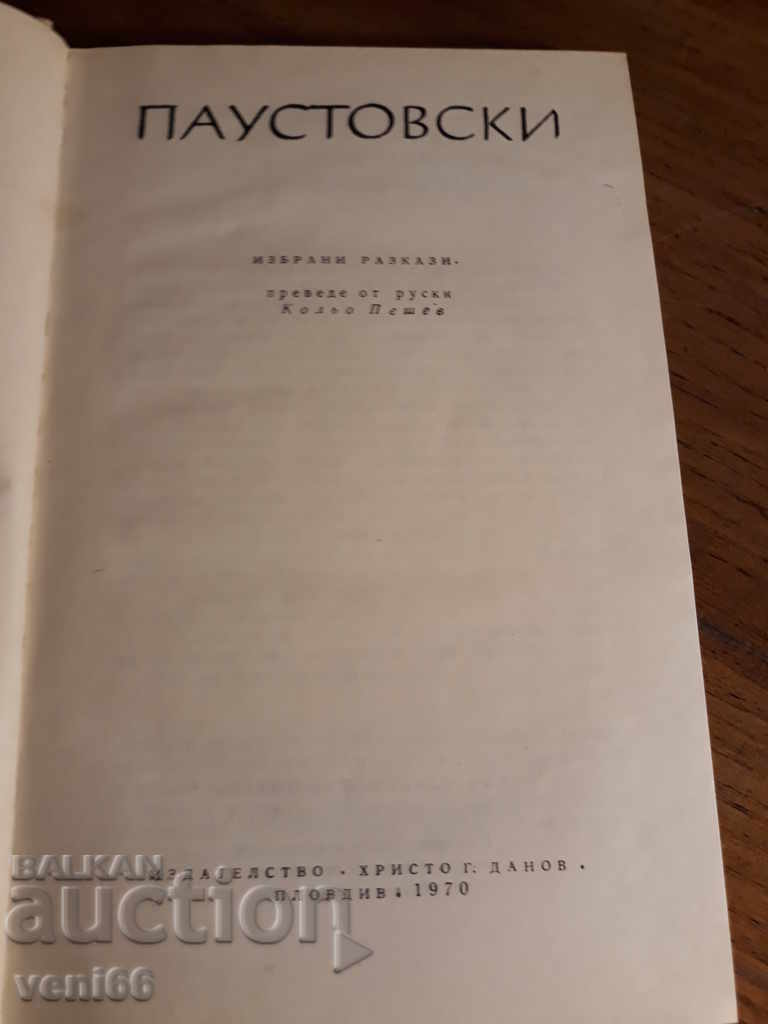 ПАУСТОВСКИ
ИЗБРАНИ РАЗКАЗИ
преведе от руски
Кольо Пешев
ИЗДАТЕЛСТВО • ХРИСТО Г. ДАНОВ •
ПЛОВДИВ • 1970
BALKAN
auction
veni66